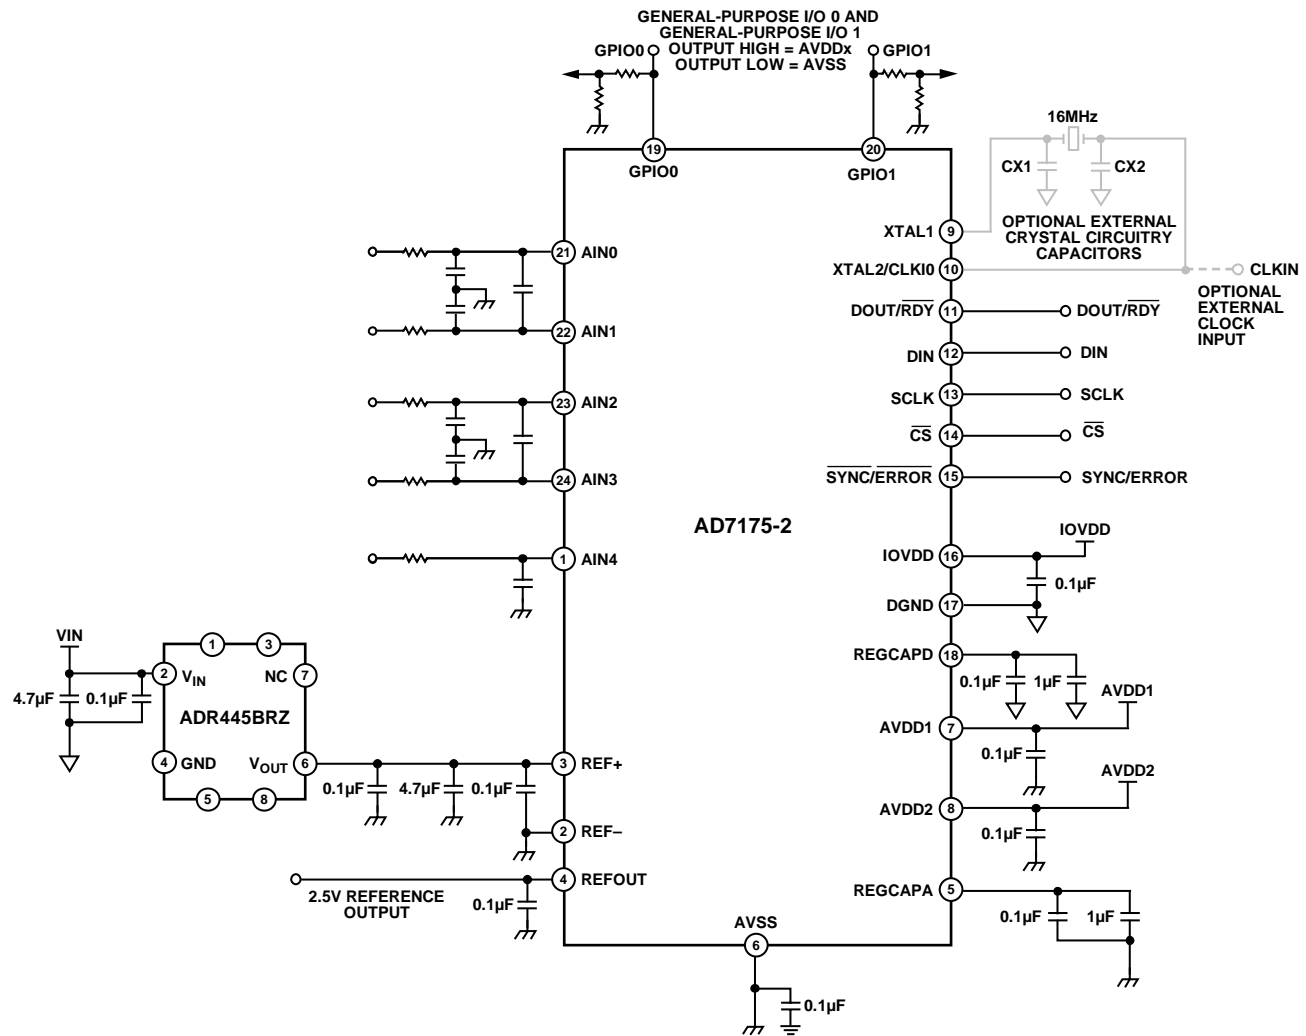 GENERAL-PURPOSE I/O 0 AND
GENERAL-PURPOSE I/O 1
OUTPUT HIGH = AVDDx
OUTPUT LOW = AVSS
GPIO0
GPIO1
19
GPIO0
20
GPIO1
16MHz
CX1
CX2
OPTIONAL EXTERNAL
CRYSTAL CIRCUITRY
CAPACITORS
21 AIN0
22 AIN1
23 AIN2
24 AIN3
1 AIN4
XTAL1 9
XTAL2/CLKI0 10
CLKIN
OPTIONAL
EXTERNAL
CLOCK
INPUT
DOUT/RDY 11 DOUT/RDY
DIN 12 DIN
SCLK 13 SCLK
CS 14 CS
SYNC/ERROR 15 SYNC/ERROR
AD7175-2
IOVDD 16
IOVDD
0.1µF
DGND 17
REGCAPD 18
0.1µF
1µF
AVDD1
AVDD1 7
0.1µF
AVDD2
AVDD2 8
0.1µF
REGCAPA 5
0.1µF
1µF
VIN
4.7µF
0.1µF
1
3
2 VIN
NC 7
ADR445BRZ
4 GND
VOUT 6
5
8
0.1µF
4.7µF
0.1µF
3 REF+
2 REF–
4 REFOUT
2.5V REFERENCE
OUTPUT
0.1µF
AVSS
6
0.1µF